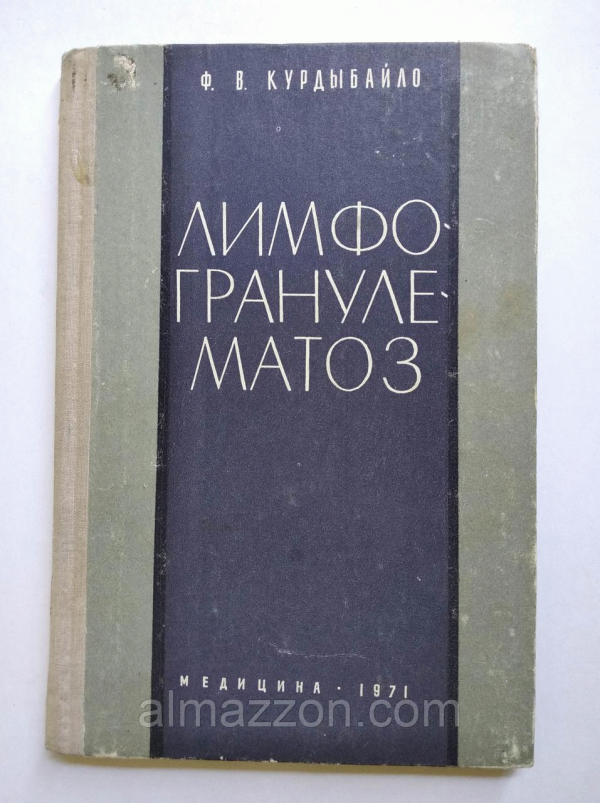 Ф. В. КУРДЫБАЙЛО
ЛИМФО-
ГРАНУЛЕ-
МАТОЗ
МЕДИЦИНА · 1971
almazzon.com